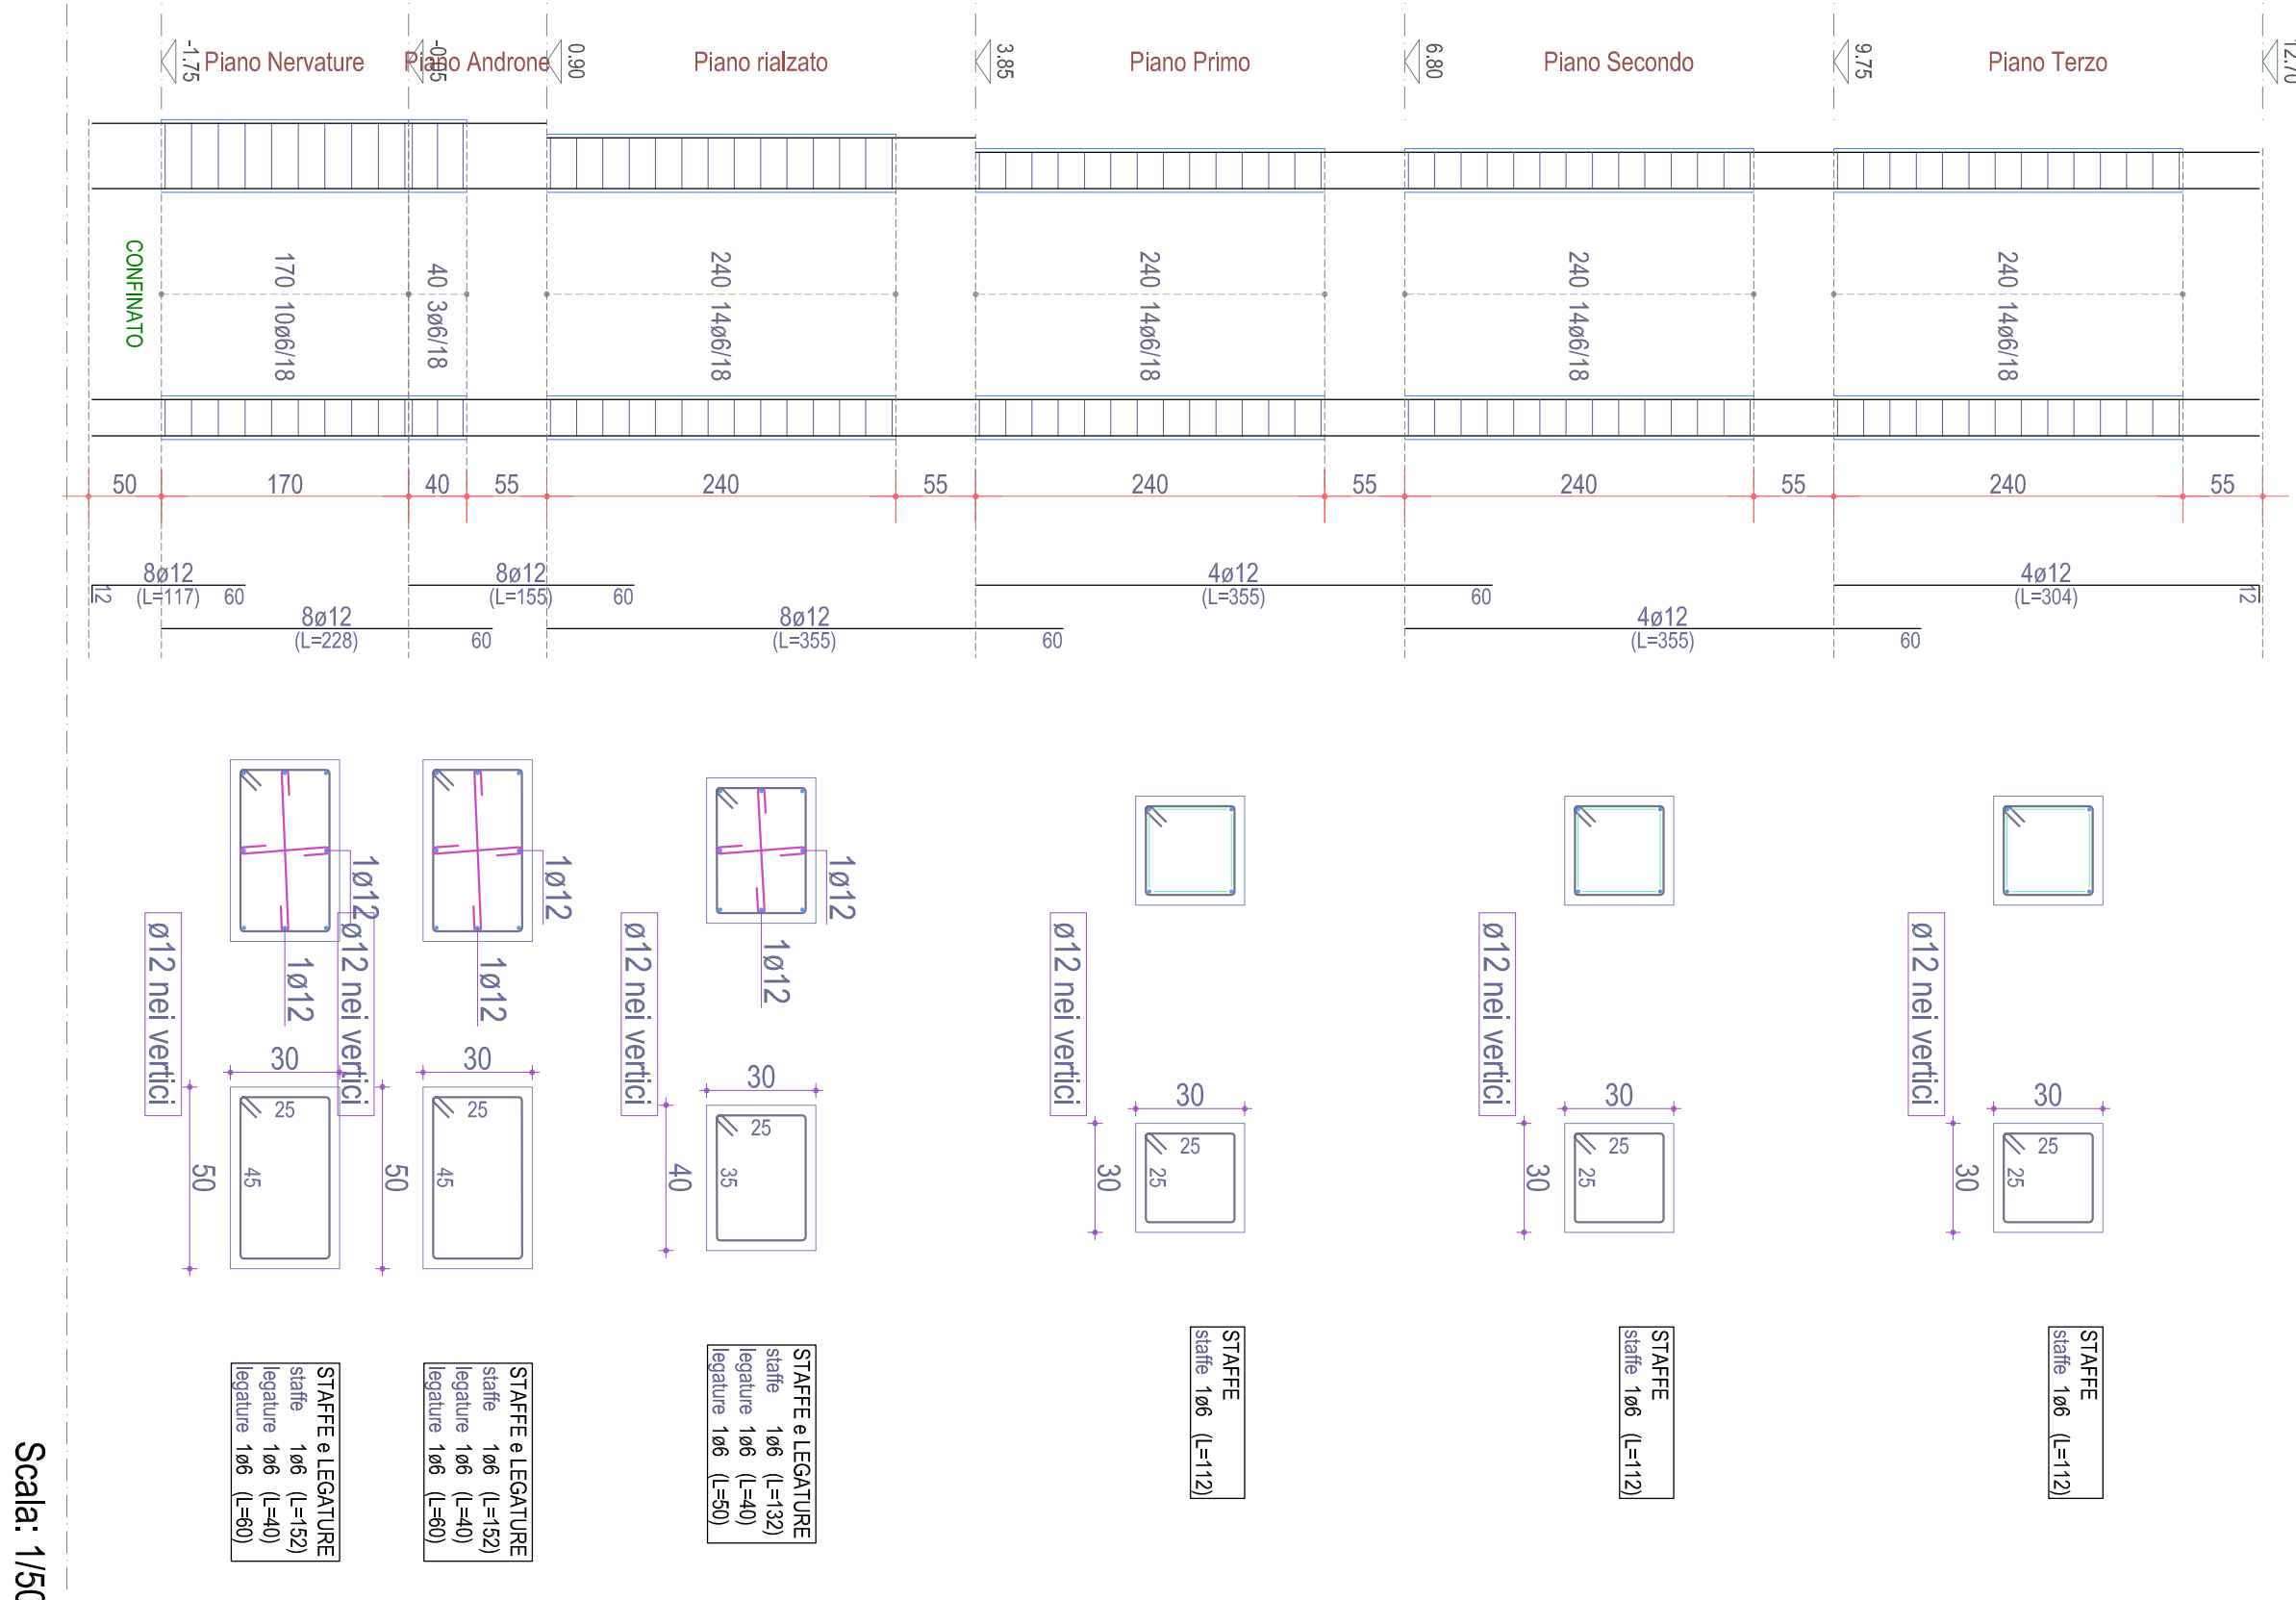 -1.75
Piano Nervature
-0.05
Piano Androne
0.90
Piano rialzato
3.85
Piano Primo
6.80
Piano Secondo
9.75
Piano Terzo
12.70
CONFINATO
170 10ø6/18
40 3ø6/18
240 14ø6/18
240 14ø6/18
240 14ø6/18
240 14ø6/18
50
170
40
55
240
55
240
55
240
55
240
55
12
8ø12
(L=117)
60
8ø12
(L=155)
60
4ø12
(L=355)
60
4ø12
(L=304)
12
8ø12
(L=228)
60
8ø12
(L=355)
60
4ø12
(L=355)
60
1ø12
1ø12
ø12 nei vertici
1ø12
1ø12
ø12 nei vertici
1ø12
1ø12
ø12 nei vertici
ø12 nei vertici
ø12 nei vertici
ø12 nei vertici
30
25
45
50
30
25
45
50
30
25
35
40
30
25
25
30
30
25
25
30
30
25
25
30
STAFFE e LEGATURE
staffe 1ø6 (L=152)
legature 1ø6 (L=40)
legature 1ø6 (L=60)
STAFFE e LEGATURE
staffe 1ø6 (L=152)
legature 1ø6 (L=40)
legature 1ø6 (L=60)
STAFFE e LEGATURE
staffe 1ø6 (L=132)
legature 1ø6 (L=40)
legature 1ø6 (L=50)
STAFFE
staffe 1ø6 (L=112)
STAFFE
staffe 1ø6 (L=112)
STAFFE
staffe 1ø6 (L=112)
Scala: 1/50